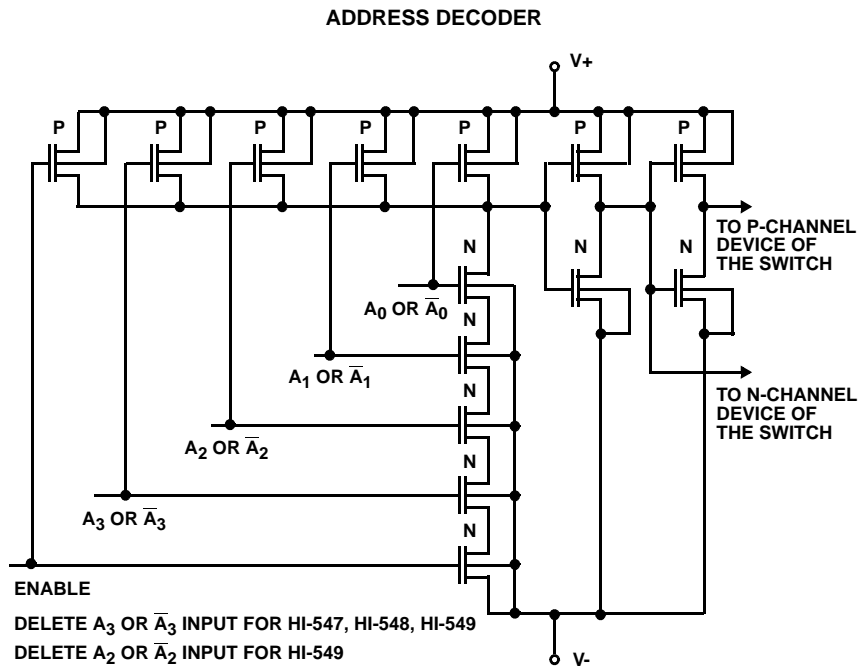 ADDRESS DECODER
V+
P
P
P
P
P
P
P
TO P-CHANNEL
DEVICE OF
THE SWITCH
N
N
N
A0 OR A̅0
N
A1 OR A̅1
TO N-CHANNEL
DEVICE OF
THE SWITCH
N
A2 OR A̅2
N
A3 OR A̅3
N
ENABLE
DELETE A3 OR A̅3 INPUT FOR HI-547, HI-548, HI-549
DELETE A2 OR A̅2 INPUT FOR HI-549
V-